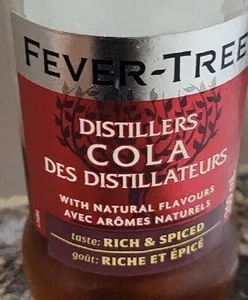 FEVER-TREE
DISTILLERS
COLA
DES DISTILLATEURS
WITH NATURAL FLAVOURS
AVEC ARÔMES NATURELS
taste: RICH & SPICED
goût: RICHE ET ÉPICÉ